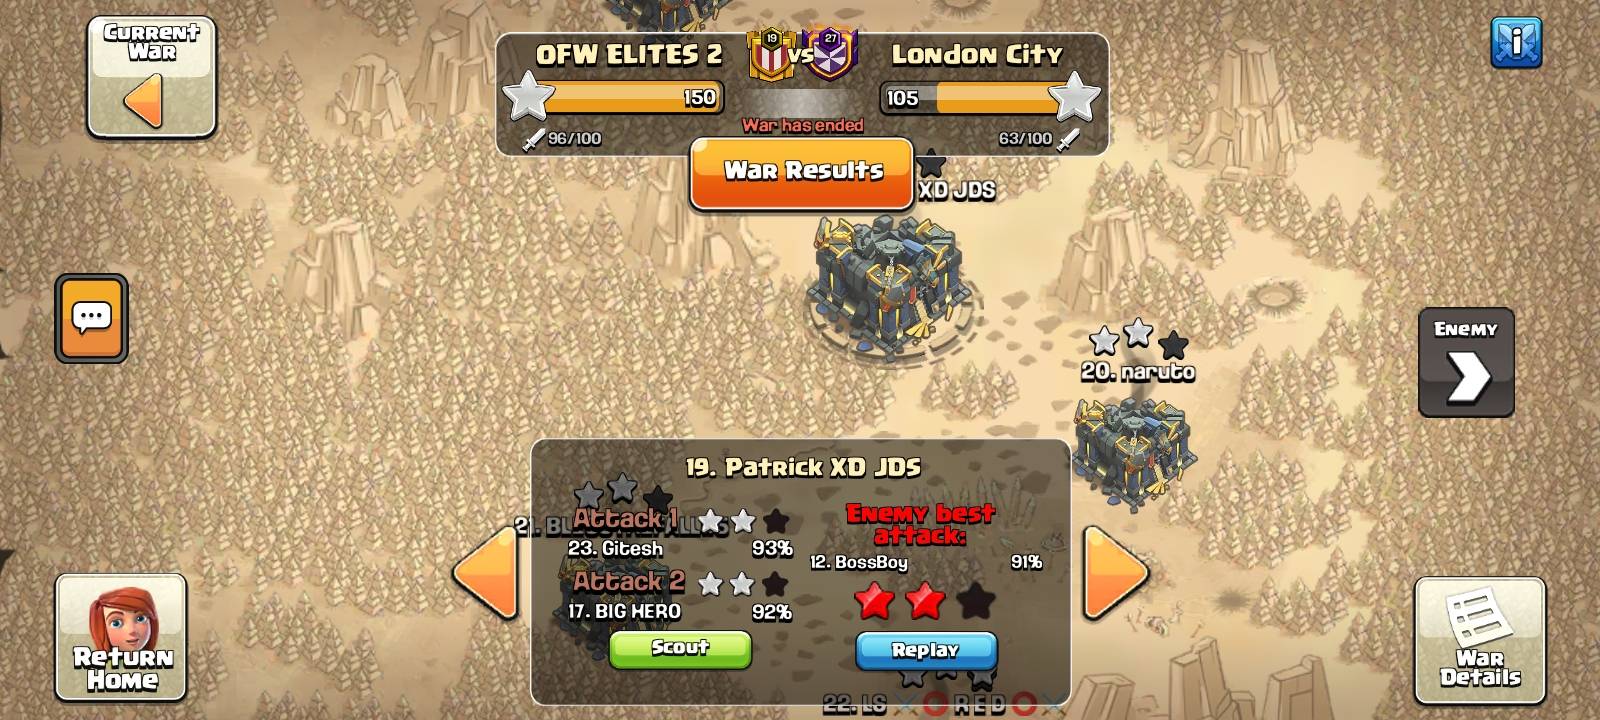 Current
War
OFW ELITES 2
19
VS
27
London City
150
105
War has ended
96/100
63/100
War Results
XD JDS
Enemy
20. naruto
19. Patrick XD JDS
Attack 1
Enemy best
attack:
23. Gitesh 93%
12. BossBoy 91%
Attack 2
17. BIG HERO 92%
Scout
Replay
Return
Home
War
Details
22. LS × ⭕ R E D ⭕ ×